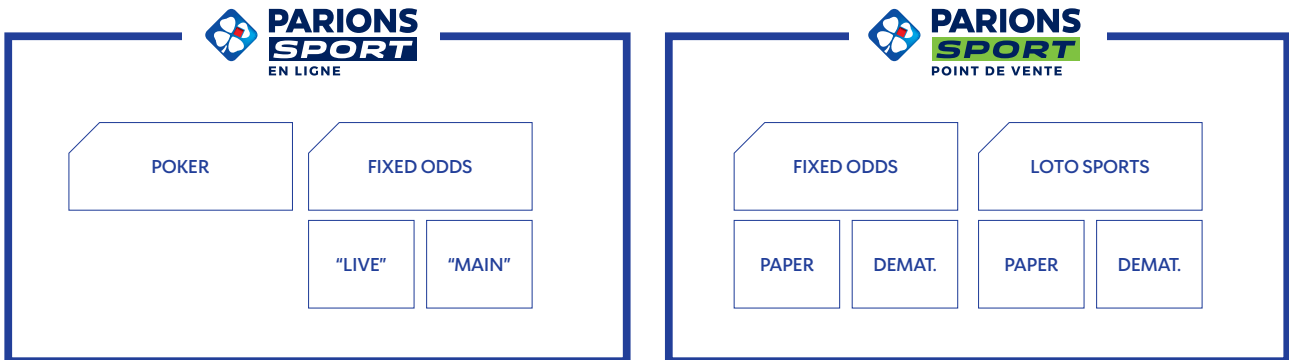 PARIONS
SPORT
EN LIGNE
POKER
FIXED ODDS
“LIVE”
“MAIN”
PARIONS
SPORT
POINT DE VENTE
FIXED ODDS
LOTO SPORTS
PAPER
DEMAT.
PAPER
DEMAT.